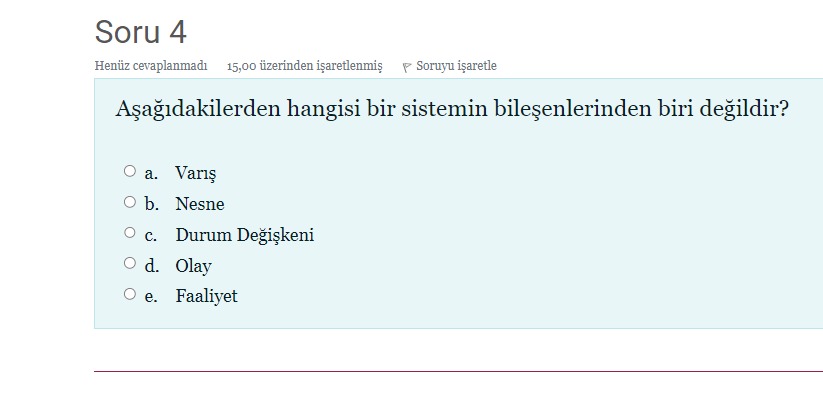 Soru 4
Henüz cevaplanmadı 15,00 üzerinden işaretlenmiş Soruyu işaretle
Aşağıdakilerden hangisi bir sistemin bileşenlerinden biri değildir?
a. Varış
b. Nesne
c. Durum Değişkeni
d. Olay
e. Faaliyet